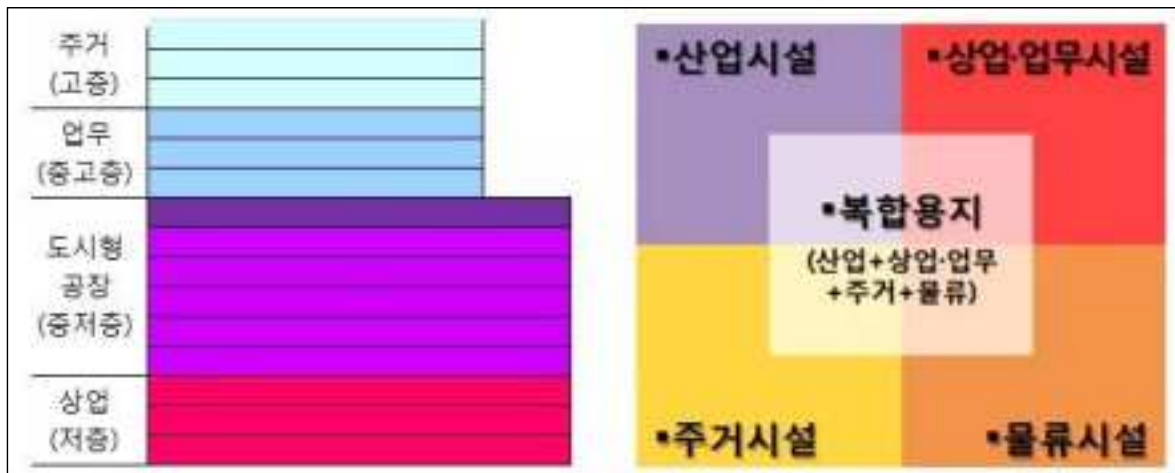 주거
(고층)
업무
(중고층)
도시형
공장
(중저층)
상업
(저층)
▪산업시설
▪상업·업무시설
▪복합용지
(산업+상업·업무
+주거+물류)
▪주거시설
▪물류시설